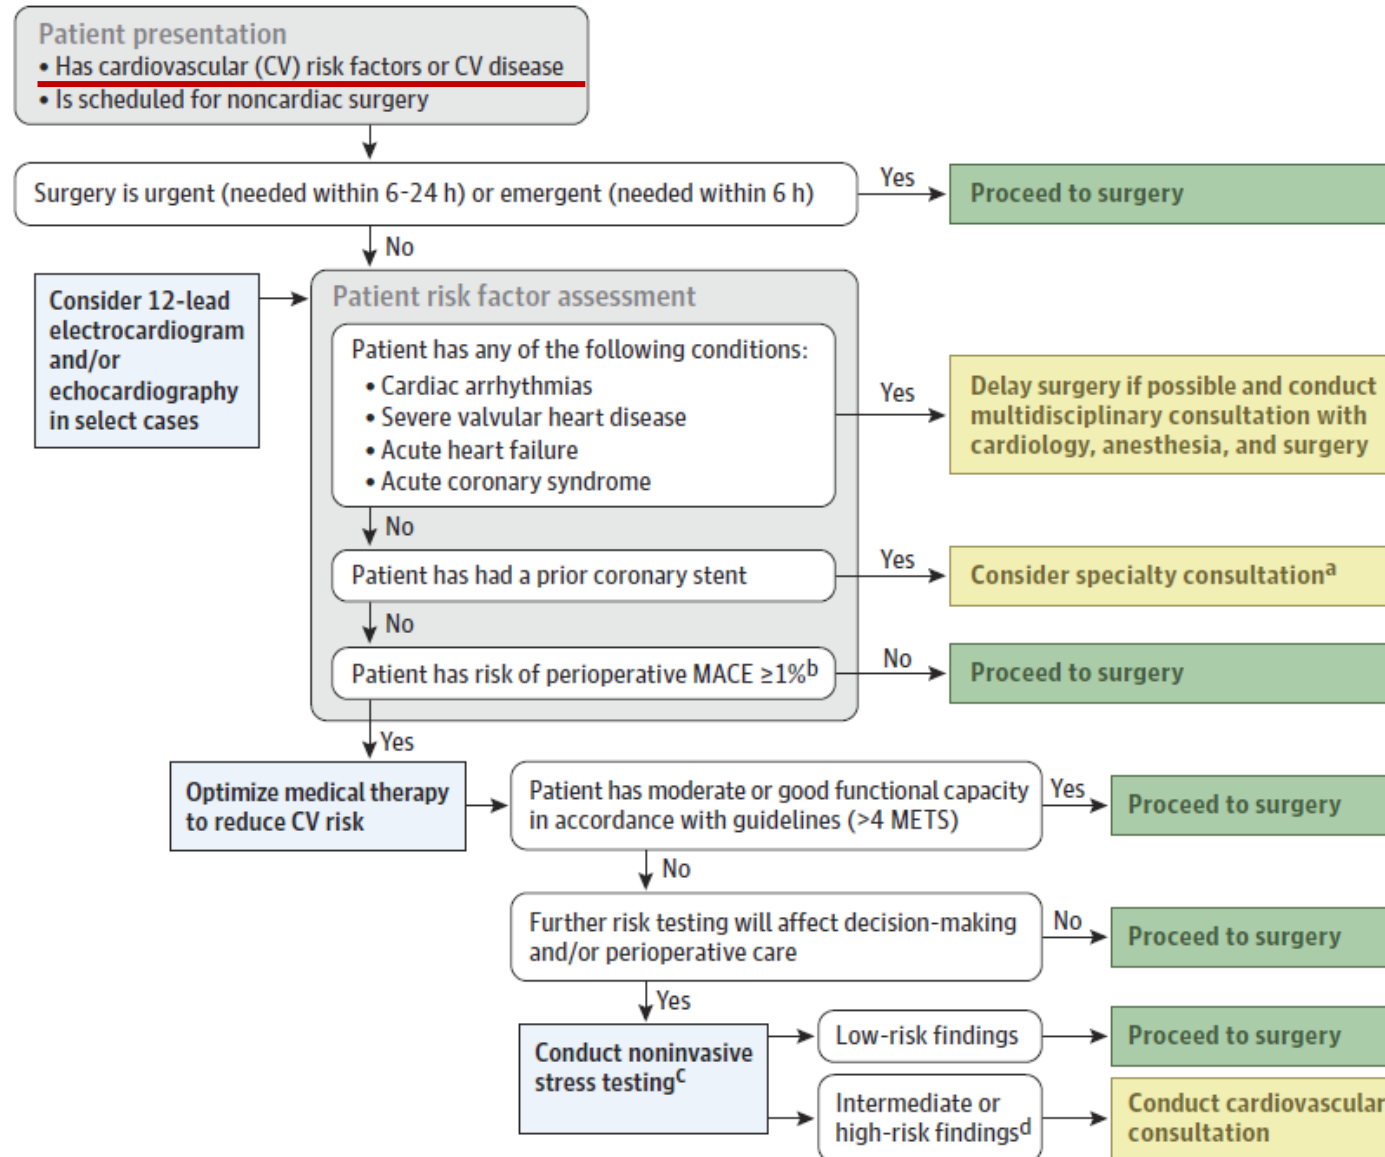 Patient presentation
• Has cardiovascular (CV) risk factors or CV disease
• Is scheduled for noncardiac surgery
Surgery is urgent (needed within 6-24 h) or emergent (needed within 6 h)
Yes
Proceed to surgery
No
Consider 12-lead
electrocardiogram
and/or
echocardiography
in select cases
Patient risk factor assessment
Patient has any of the following conditions:
• Cardiac arrhythmias
• Severe valvular heart disease
• Acute heart failure
• Acute coronary syndrome
Yes
Delay surgery if possible and conduct
multidisciplinary consultation with
cardiology, anesthesia, and surgery
No
Patient has had a prior coronary stent
Yes
Consider specialty consultationa
No
Patient has risk of perioperative MACE ≥1%b
No
Proceed to surgery
Yes
Optimize medical therapy
to reduce CV risk
Patient has moderate or good functional capacity
in accordance with guidelines (>4 METS)
Yes
Proceed to surgery
No
Further risk testing will affect decision-making
and/or perioperative care
No
Proceed to surgery
Yes
Conduct noninvasive
stress testingc
Low-risk findings
Proceed to surgery
Intermediate or
high-risk findingsd
Conduct cardiovascular
consultation